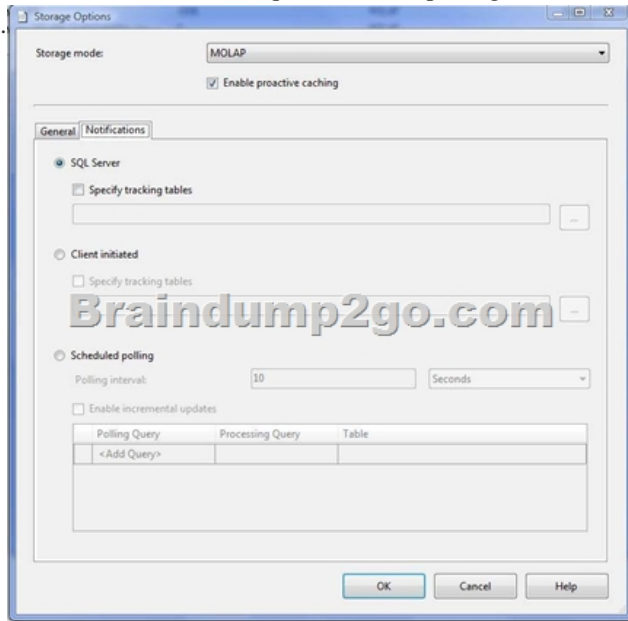 Storage Options
Storage mode:
MOLAP
Enable proactive caching
General
Notifications
SQL Server
Specify tracking tables
...
Client initiated
Specify tracking tables
...
Braindump2go.com
Scheduled polling
Polling interval:
10
Seconds
Enable incremental updates
Polling Query Processing Query Table
<Add Query>
OK Cancel Help